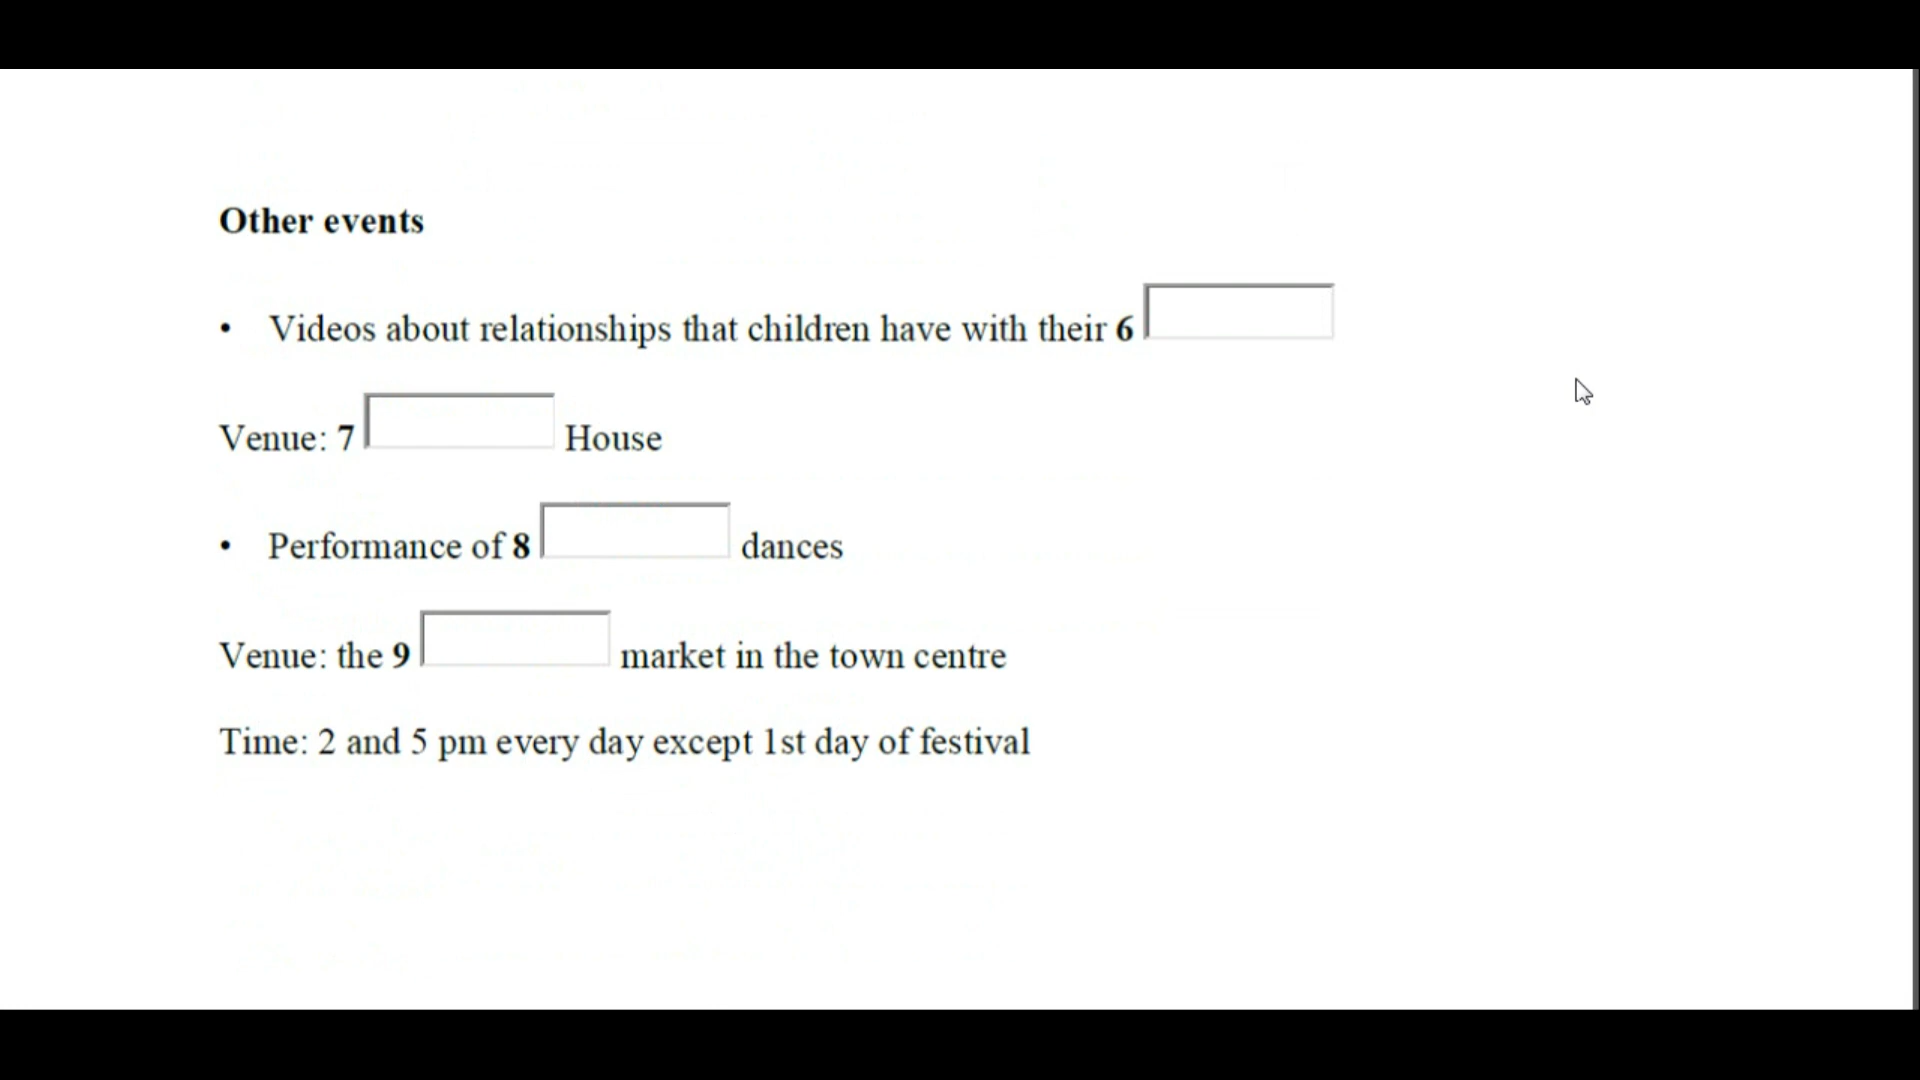 Other events
• Videos about relationships that children have with their 6
Venue: 7 House
• Performance of 8 dances
Venue: the 9 market in the town centre
Time: 2 and 5 pm every day except 1st day of festival